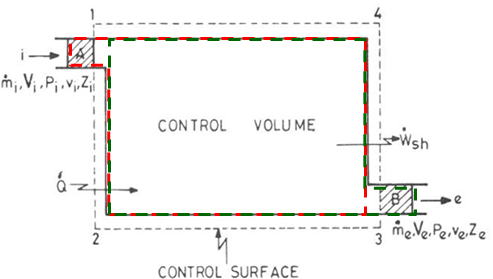 1 4
i A
ṁi,Vi,Pi,vi,Zi
CONTROL VOLUME
Ẇsh
Q̇
B e
2 3 ṁe,Ve,Pe,ve,Ze
CONTROL SURFACE